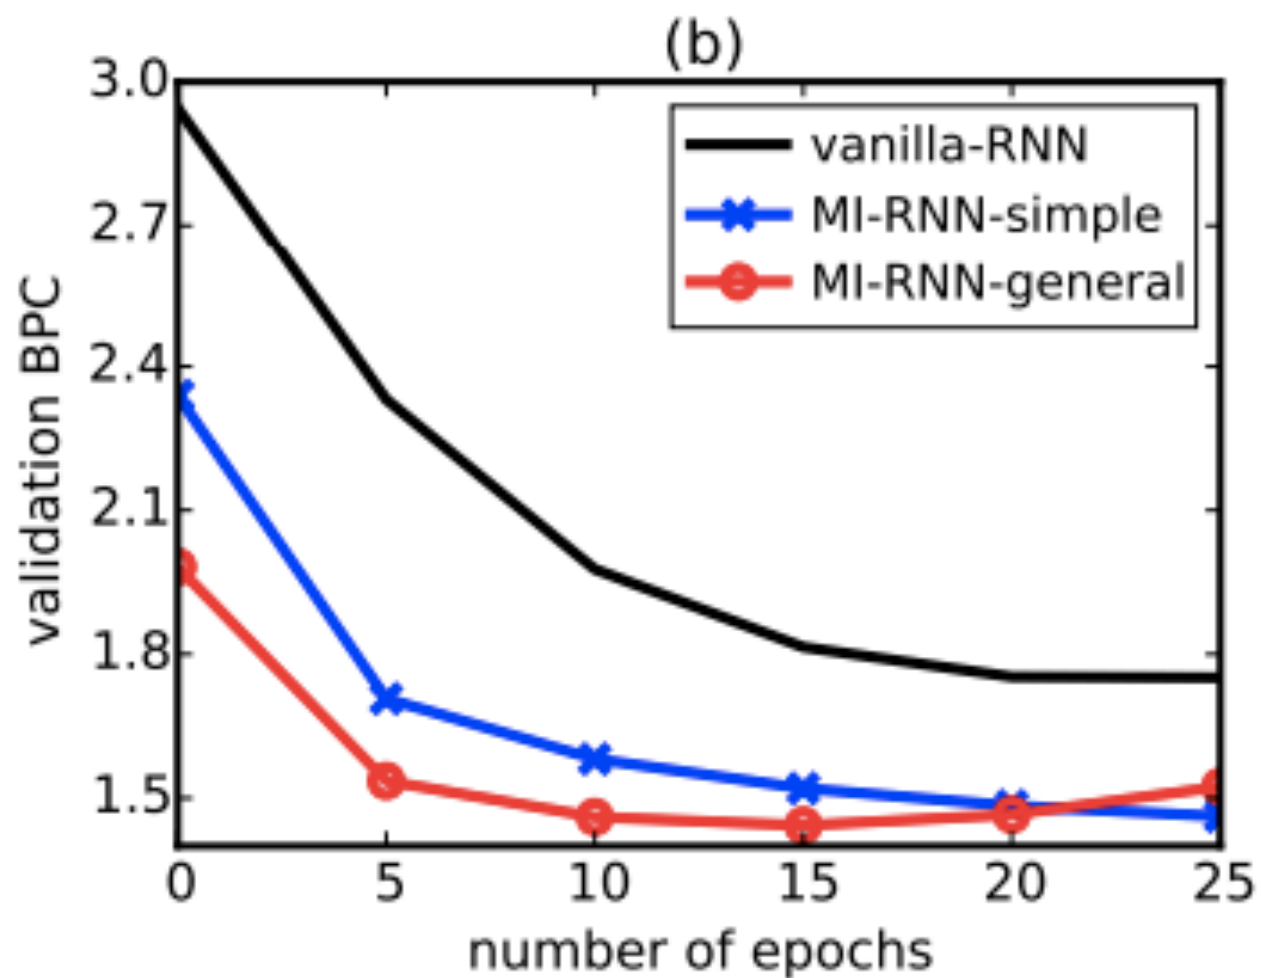 (b)
3.0
2.7
2.4
2.1
1.8
1.5
validation BPC
vanilla-RNN
MI-RNN-simple
MI-RNN-general
0 5 10 15 20 25
number of epochs